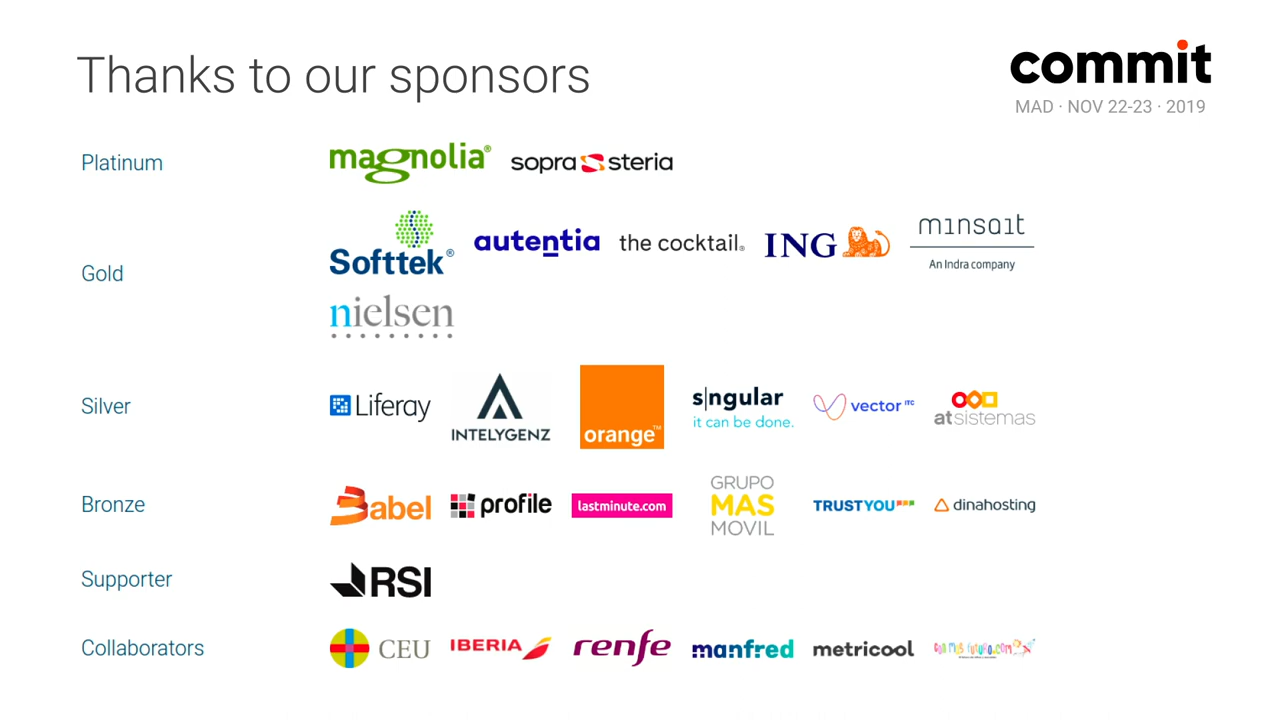 Thanks to our sponsors
commit
MAD · NOV 22-23 · 2019
Platinum
magnolia®
sopra steria
Gold
Softtek®
autentia
the cocktail®
ING
minsait
An Indra company
nielsen
Silver
Liferay
INTELYGENZ
orange™
s|ngular
it can be done.
vector ITC
atsistemas
Bronze
Babel
profile
lastminute.com
GRUPO
MAS
MOVIL
TRUSTYOU
dinahosting
Supporter
RSI
Collaborators
CEU
IBERIA
renfe
manfred
metricool